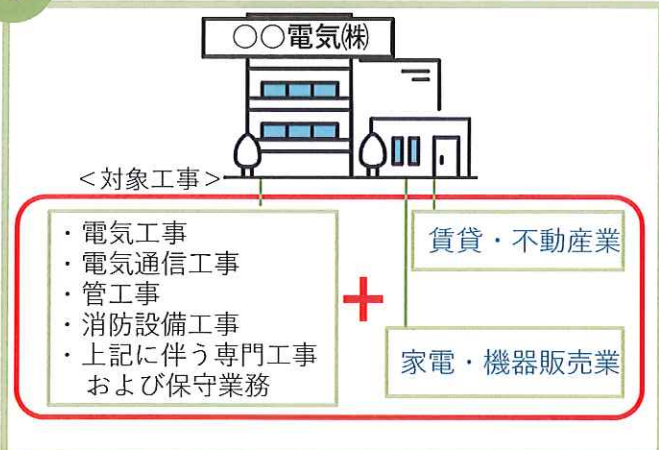 ○○電気㈱
＜対象工事＞
・電気工事
・電気通信工事
・管工事
・消防設備工事
・上記に伴う専門工事
および保守業務
＋
賃貸・不動産業
家電・機器販売業